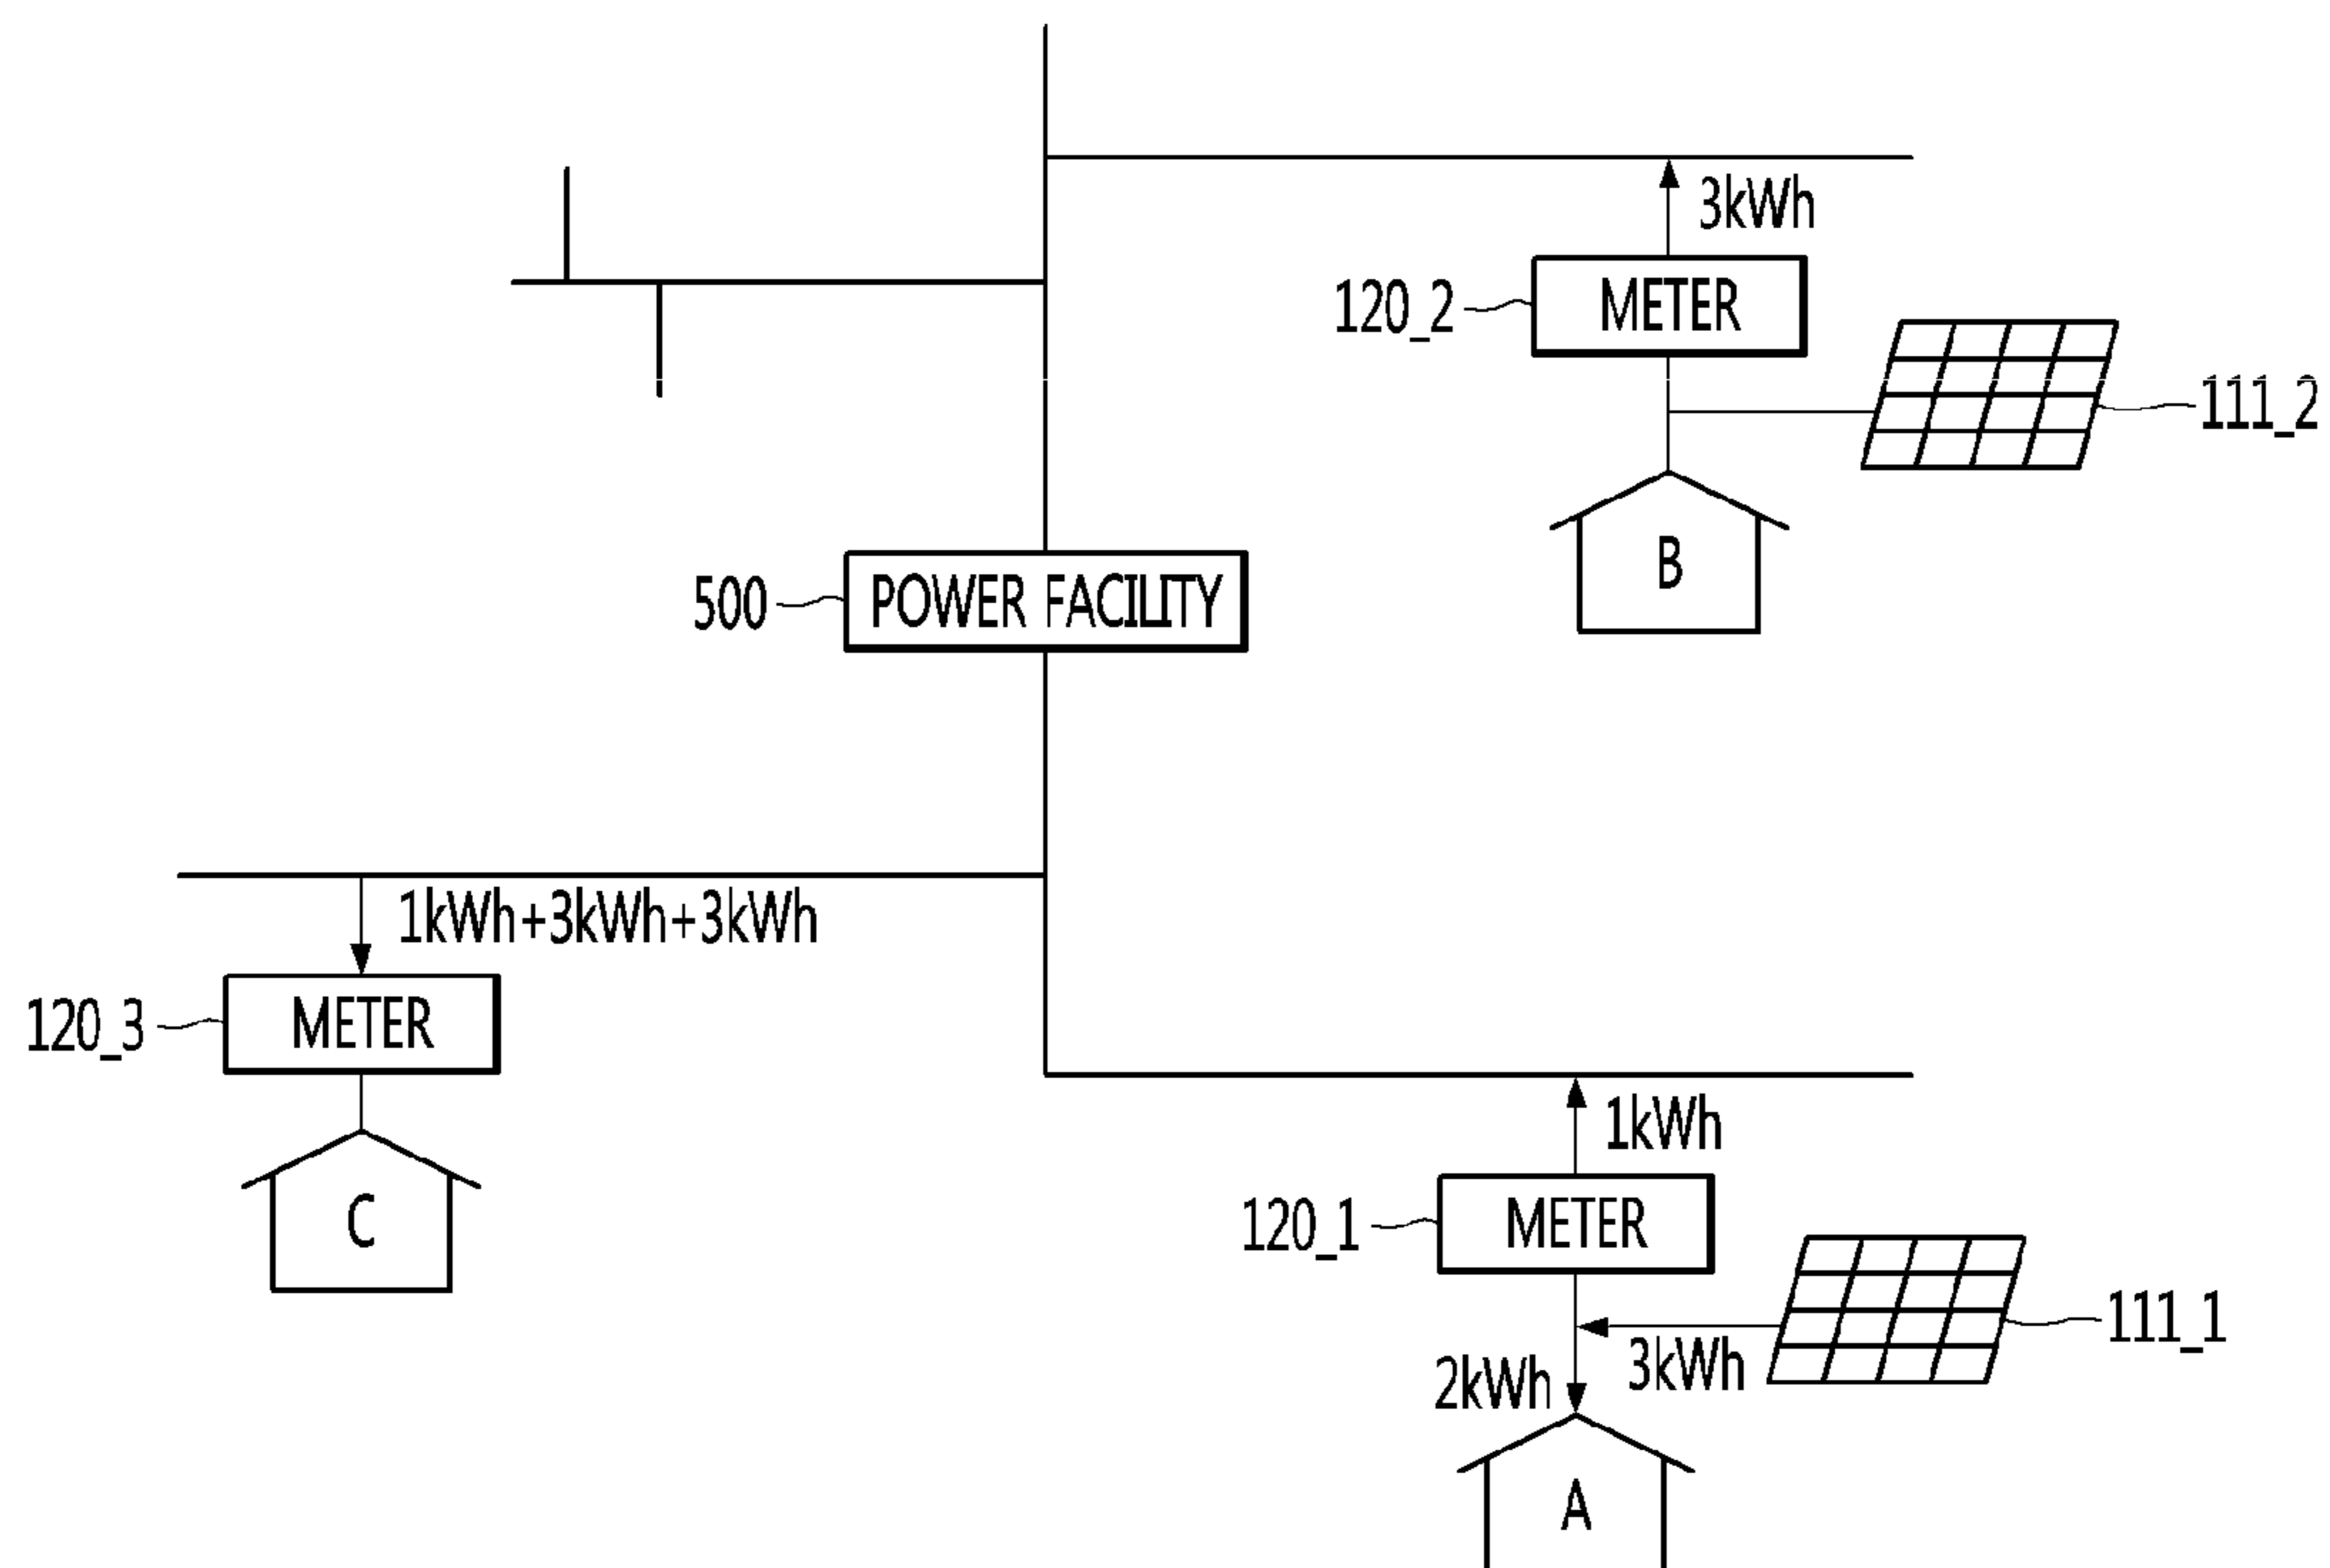 3kWh
120_2
METER
111_2
B
500
POWER FACILITY
1kWh+3kWh+3kWh
120_3
METER
C
1kWh
120_1
METER
111_1
3kWh
2kWh
A